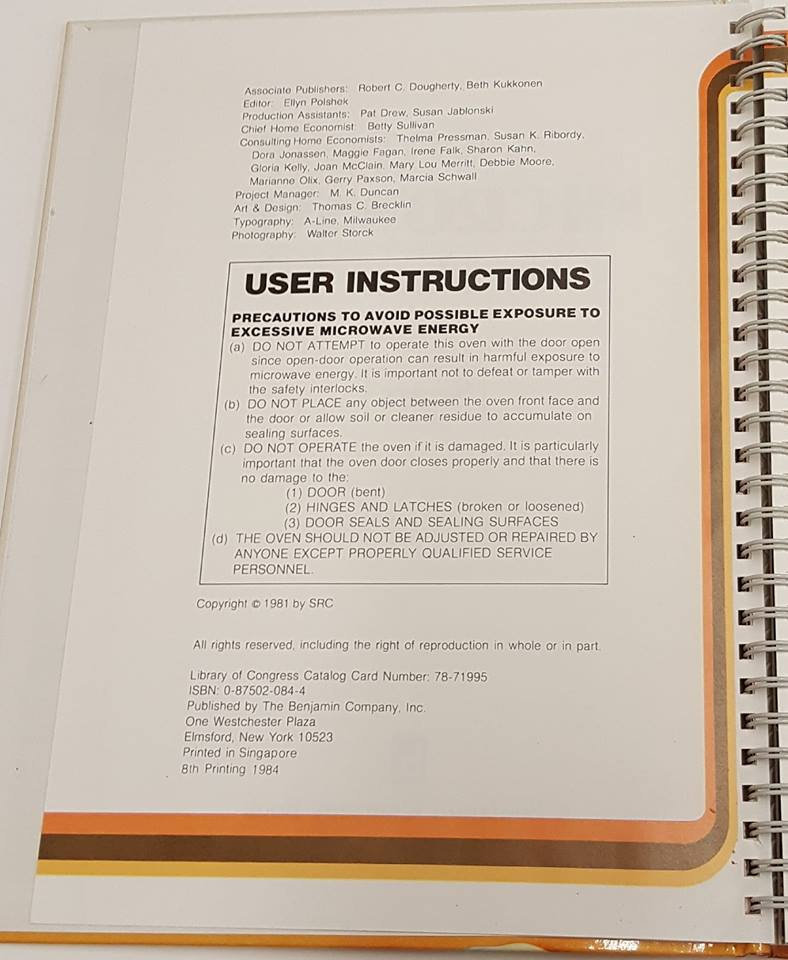 Associate Publishers: Robert C. Dougherty, Beth Kukkonen
Editor: Ellyn Polshek
Production Assistants: Pat Drew, Susan Jablonski
Chief Home Economist: Betty Sullivan
Consulting Home Economists: Thelma Pressman, Susan K. Ribordy,
Dora Jonassen, Maggie Fagan, Irene Falk, Sharon Kahn,
Gloria Kelly, Joan McClain, Mary Lou Merritt, Debbie Moore,
Marianne Olix, Gerry Paxson, Marcia Schwall
Project Manager: M. K. Duncan
Art & Design: Thomas C. Brecklin
Typography: A-Line, Milwaukee
Photography: Walter Storck
USER INSTRUCTIONS
PRECAUTIONS TO AVOID POSSIBLE EXPOSURE TO
EXCESSIVE MICROWAVE ENERGY
(a) DO NOT ATTEMPT to operate this oven with the door open
since open-door operation can result in harmful exposure to
microwave energy. It is important not to defeat or tamper with
the safety interlocks.
(b) DO NOT PLACE any object between the oven front face and
the door or allow soil or cleaner residue to accumulate on
sealing surfaces.
(c) DO NOT OPERATE the oven if it is damaged. It is particularly
important that the oven door closes properly and that there is
no damage to the:
(1) DOOR (bent)
(2) HINGES AND LATCHES (broken or loosened)
(3) DOOR SEALS AND SEALING SURFACES
(d) THE OVEN SHOULD NOT BE ADJUSTED OR REPAIRED BY
ANYONE EXCEPT PROPERLY QUALIFIED SERVICE
PERSONNEL.
Copyright © 1981 by SRC
All rights reserved, including the right of reproduction in whole or in part.
Library of Congress Catalog Card Number: 78-71995
ISBN: 0-87502-084-4
Published by The Benjamin Company, Inc.
One Westchester Plaza
Elmsford, New York 10523
Printed in Singapore
8th Printing 1984